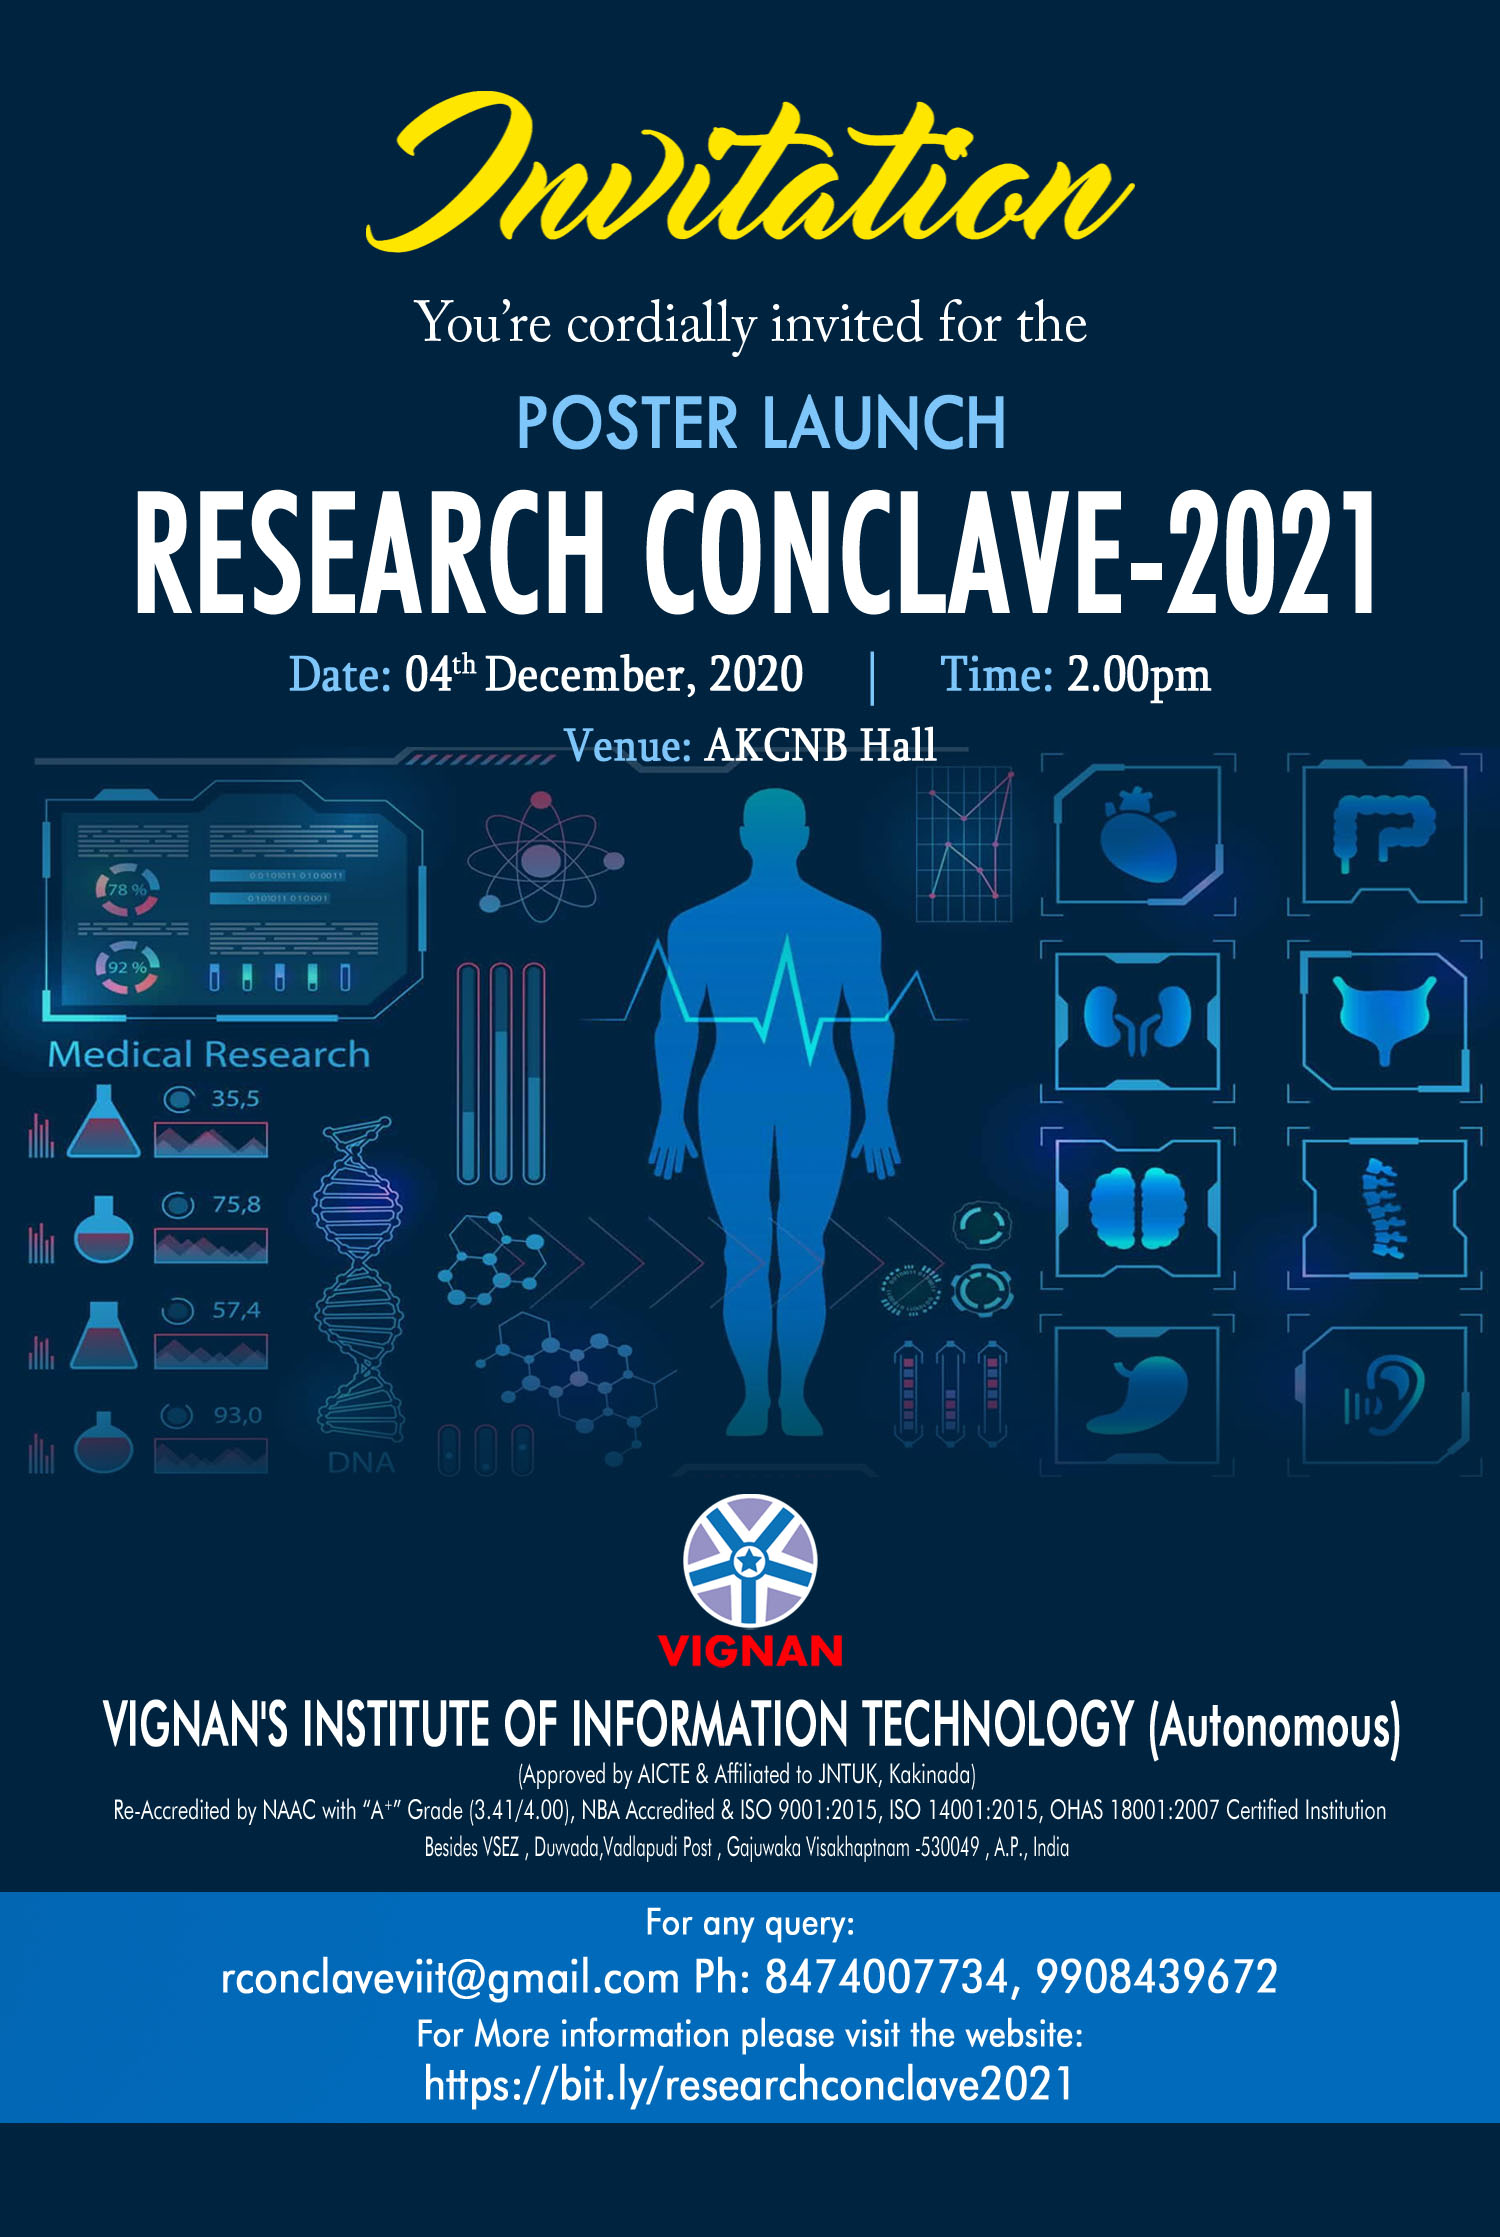 Invitation
You're cordially invited for the
POSTER LAUNCH
RESEARCH CONCLAVE-2021
Date: 04th December, 2020 | Time: 2.00pm
Venue: AKCNB Hall
00101011 0100011
78 %
0101011 010001
92 %
Medical Research
35,5
75,8
57,4
93,0
DNA
VIGNAN
VIGNAN'S INSTITUTE OF INFORMATION TECHNOLOGY (Autonomous)
(Approved by AICTE & Affiliated to JNTUK, Kakinada)
Re-Accredited by NAAC with “A+” Grade (3.41/4.00), NBA Accredited & ISO 9001:2015, ISO 14001:2015, OHAS 18001:2007 Certified Institution
Besides VSEZ , Duvvada,Vadlapudi Post , Gajuwaka Visakhaptnam -530049 , A.P., India
For any query:
rconclaveviit@gmail.com Ph: 8474007734, 9908439672
For More information please visit the website:
https://bit.ly/researchconclave2021